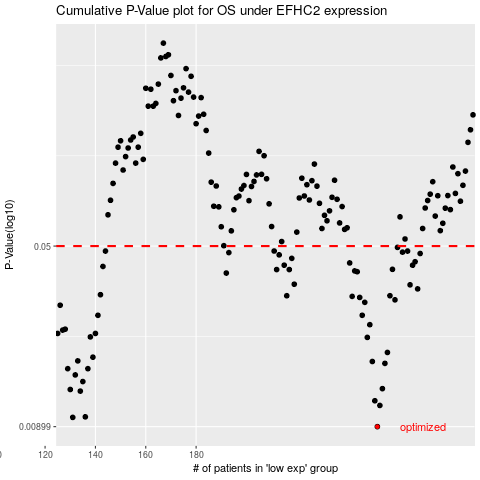 Cumulative P-Value plot for OS under EFHC2 expression
P-Value(log10)
0.05
0.00899
optimized
0
120
140
160
180
# of patients in 'low exp' group